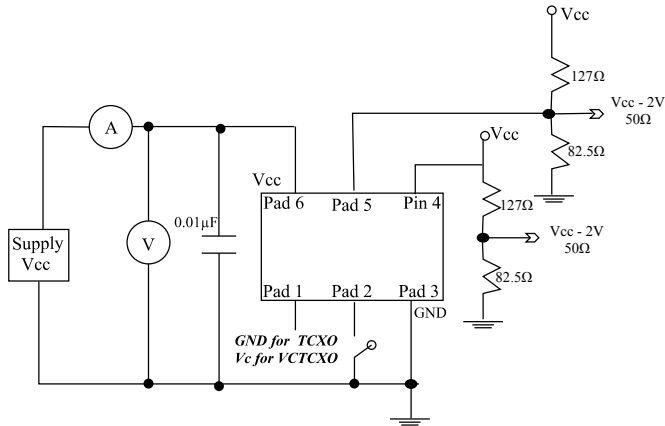 Vcc
127Ω
Vcc - 2V
50Ω
82.5Ω
A
Vcc
Vcc
Pad 6
Pad 5
Pin 4
127Ω
0.01µF
Supply
Vcc
V
Vcc - 2V
50Ω
82.5Ω
Pad 1
Pad 2
Pad 3
GND
GND for TCXO
Vc for VCTCXO